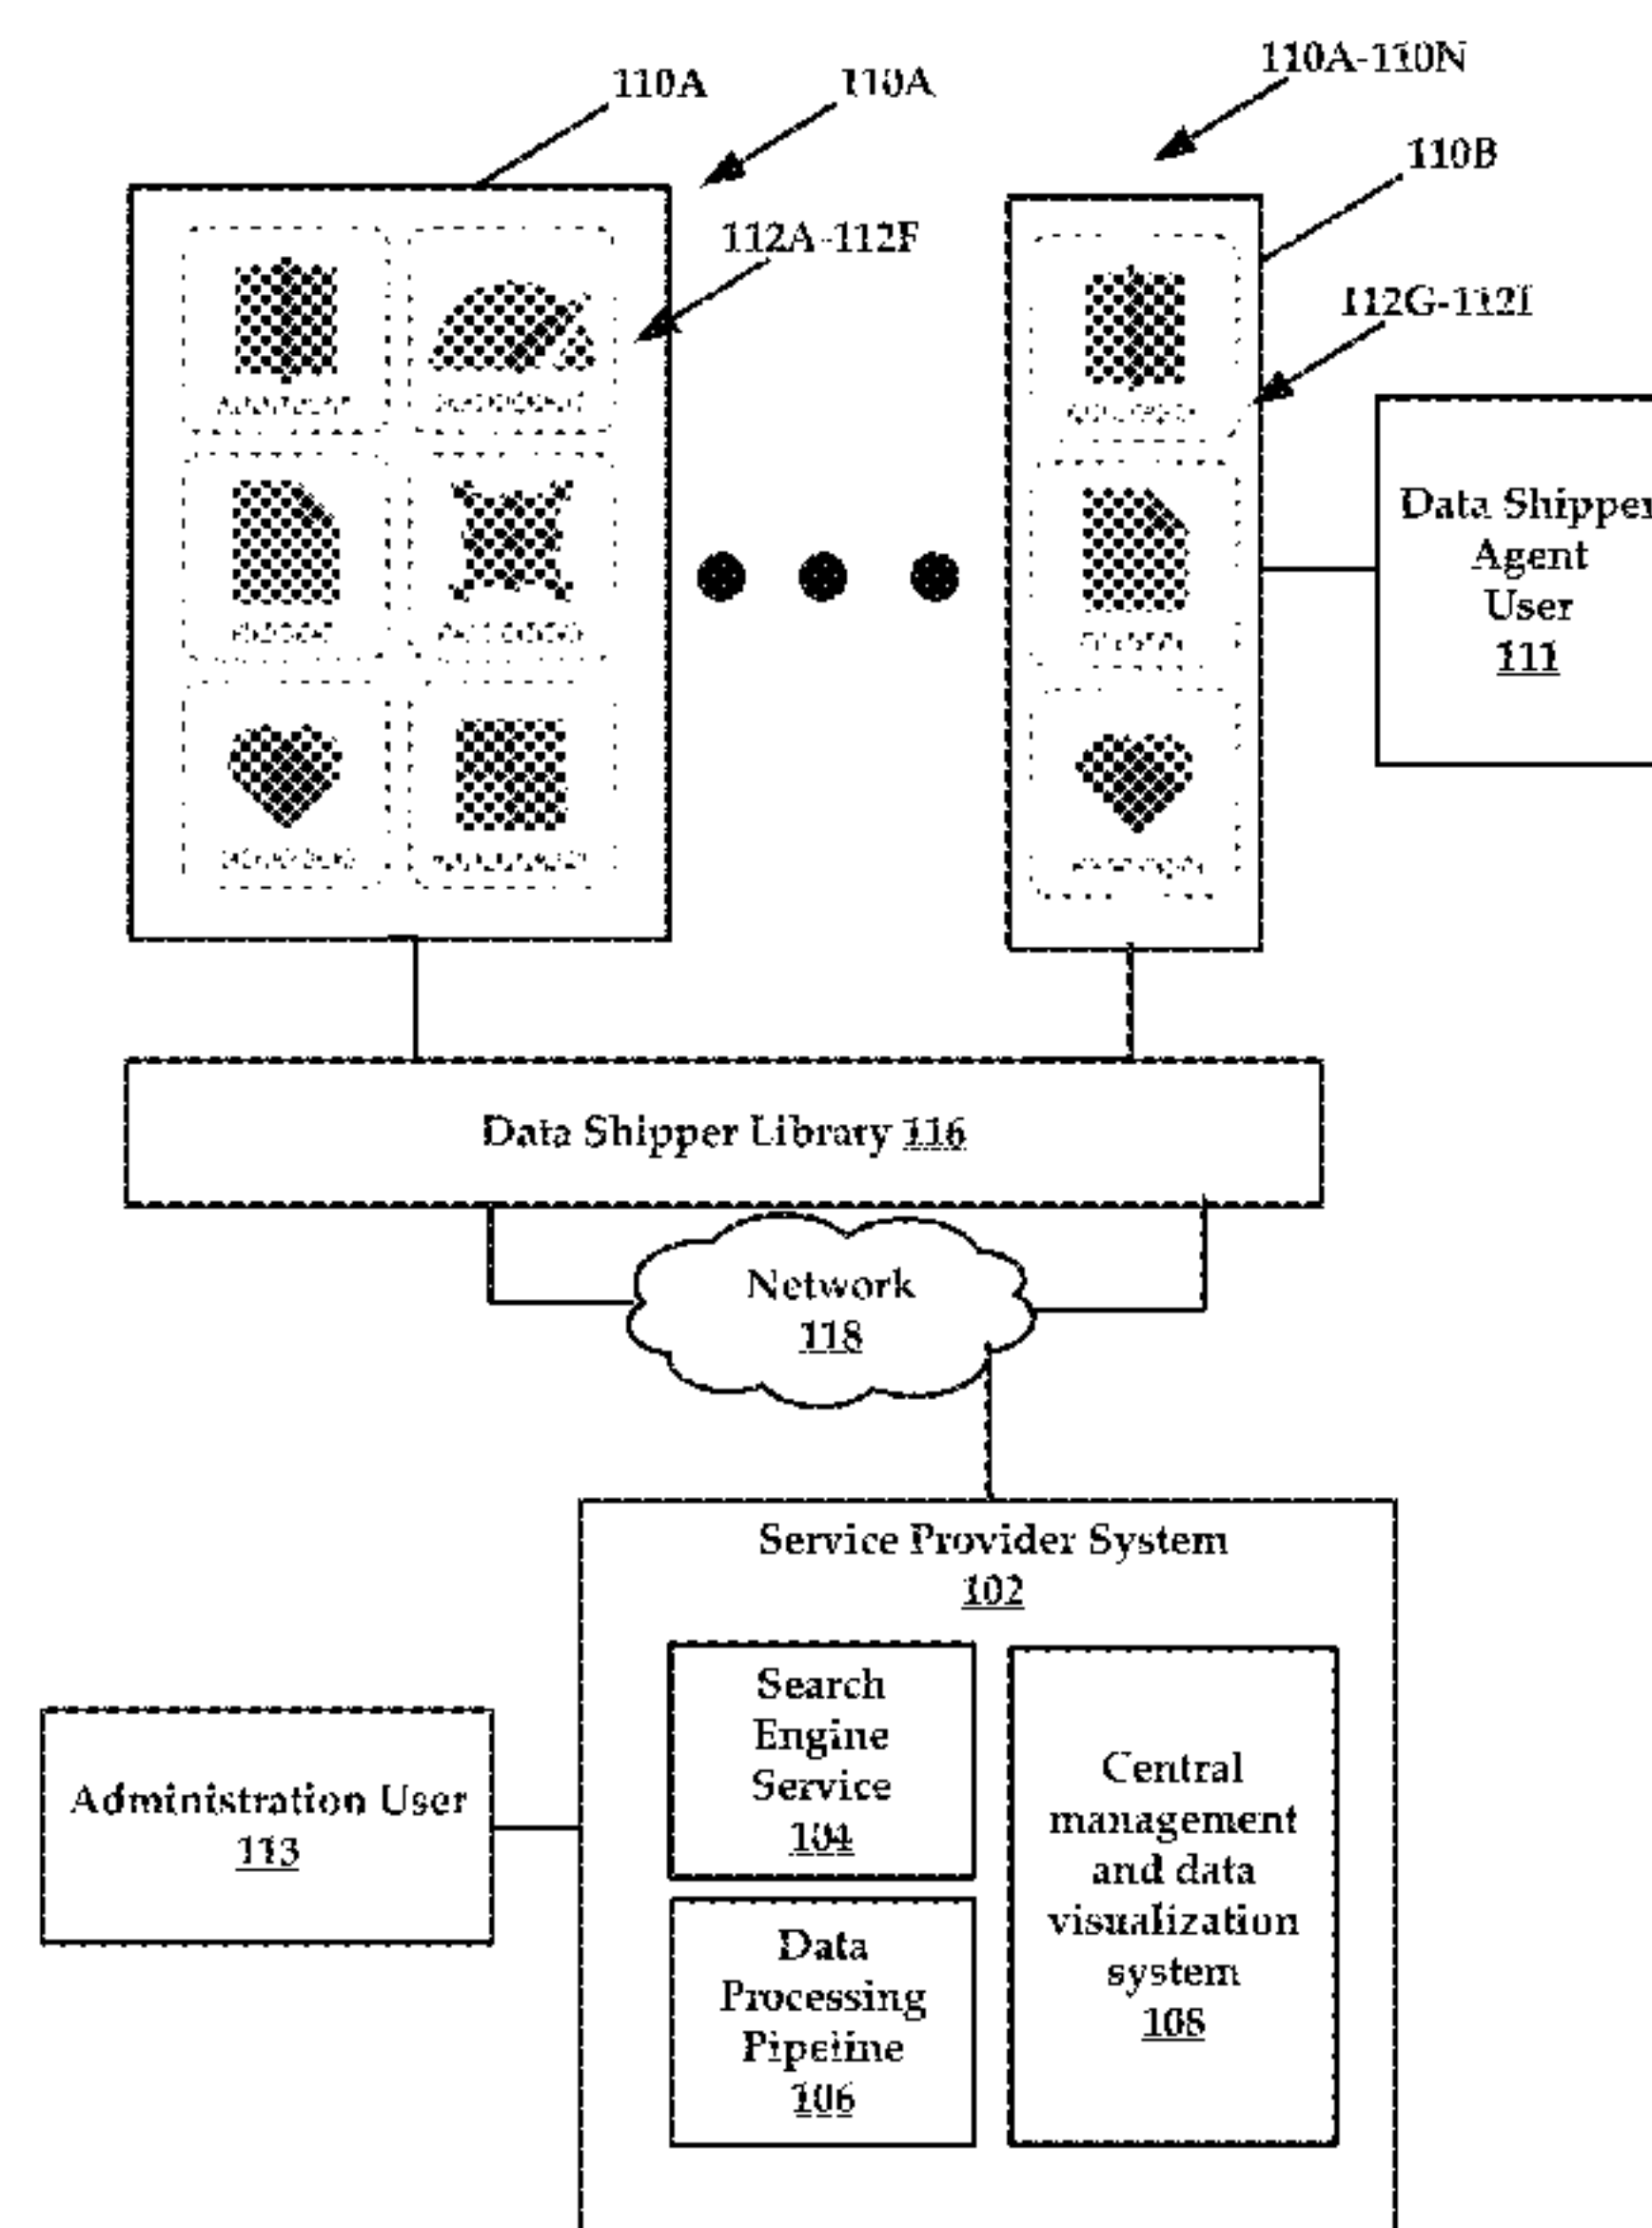 110A
110A
110A-110N
110B
112A-112F
112G-112I
Data Shipper
Agent
User
111
Data Shipper Library 116
Network
118
Service Provider System
102
Search
Engine
Service
104
Central
management
and data
visualization
system
108
Administration User
113
Data
Processing
Pipeline
106